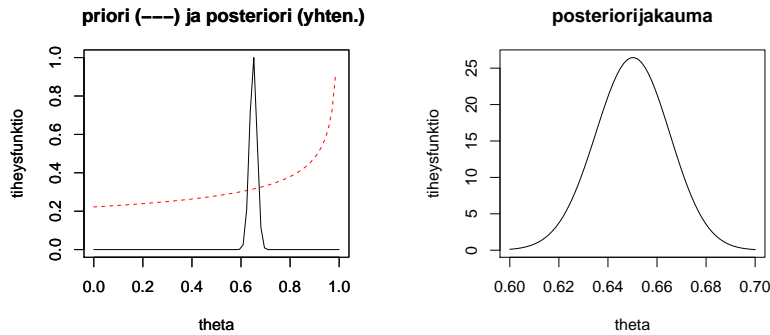 priori (−−−) ja posteriori (yhten.)
tiheysfunktio
1.0
0.8
0.6
0.4
0.2
0.0
0.0 0.2 0.4 0.6 0.8 1.0
theta
posteriorijakauma
tiheysfunktio
25
20
15
10
5
0
0.60 0.62 0.64 0.66 0.68 0.70
theta